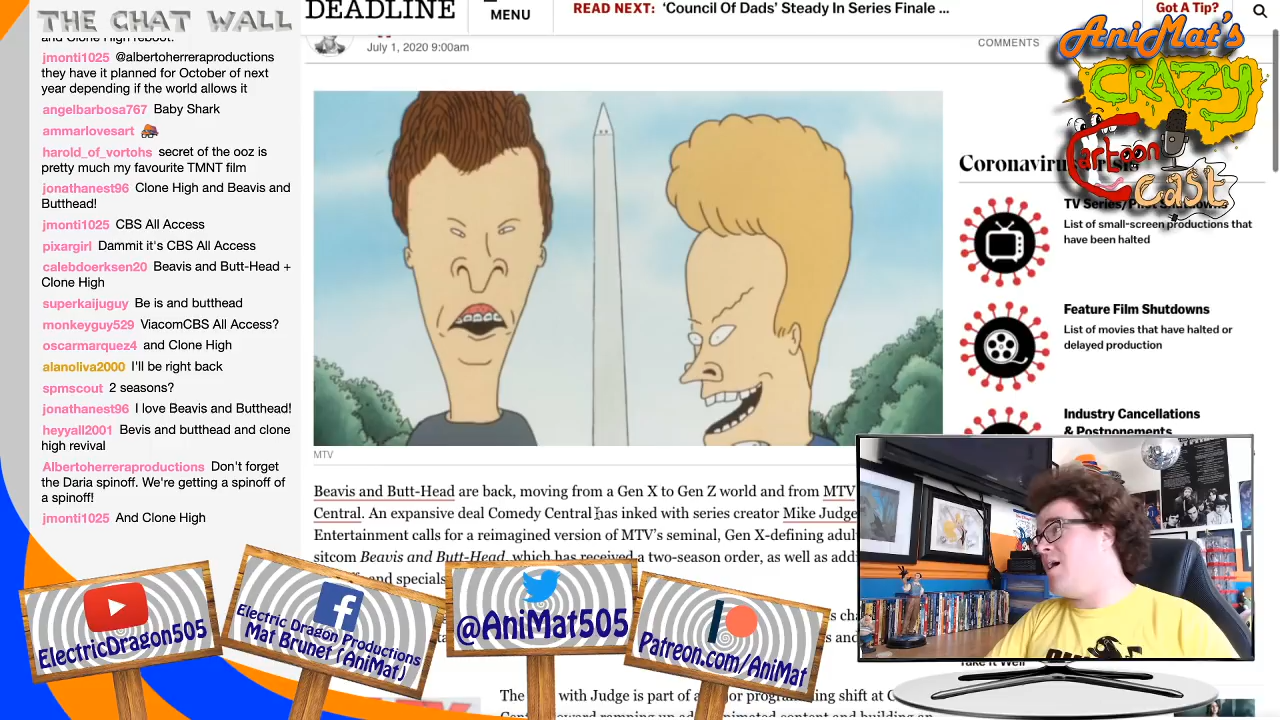 THE CHAT WALL
and Clone High reboot.
jmonti1025 @albertoherreraproductions
they have it planned for October of next
year depending if the world allows it
angelbarbosa767 Baby Shark
ammarlovesart
harold_of_vortohs secret of the ooz is
pretty much my favourite TMNT film
jonathanest96 Clone High and Beavis and
Butthead!
jmonti1025 CBS All Access
pixargirl Dammit it's CBS All Access
calebdoerksen20 Beavis and Butt-Head +
Clone High
superkaijuguy Be is and butthead
monkeyguy529 ViacomCBS All Access?
oscarmarquez4 and Clone High
alanoliva2000 I'll be right back
spmscout 2 seasons?
jonathanest96 I love Beavis and Butthead!
heyyall2001 Bevis and butthead and clone
high revival
Albertoherreraproductions Don't forget
the Daria spinoff. We're getting a spinoff of
a spinoff!
jmonti1025 And Clone High
DEADLINE
MENU
READ NEXT: ‘Council Of Dads’ Steady In Series Finale ...
Got A Tip?
July 1, 2020 9:00am
COMMENTS
AniMat's
CRAZY
Cartoon
Cast
Coronavirus
TV Series/
List of small-screen productions that
have been halted
Feature Film Shutdowns
List of movies that have halted or
delayed production
Industry Cancellations
& Postponements
MTV
Beavis and Butt-Head are back, moving from a Gen X to Gen Z world and from MTV
Central. An expansive deal Comedy Central has inked with series creator Mike Judge
Entertainment calls for a reimagined version of MTV’s seminal, Gen X-defining adul
sitcom Beavis and Butt-Head, which has received a two-season order, as well as addi
and specials
The with Judge is part of a programming shift at C
ElectricDragon505
Electric Dragon Productions
Mat Brunet (AniMat)
@AniMat505
Patreon.com/AniMat